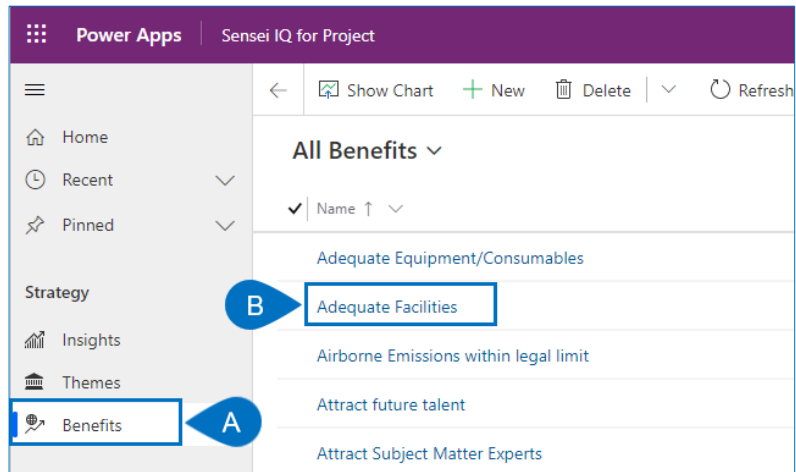 Power Apps Sensei IQ for Project
Show Chart New Delete Refresh
Home
Recent
Pinned
Strategy
Insights
Themes
Benefits
A
All Benefits
Name
Adequate Equipment/Consumables
B
Adequate Facilities
Airborne Emissions within legal limit
Attract future talent
Attract Subject Matter Experts